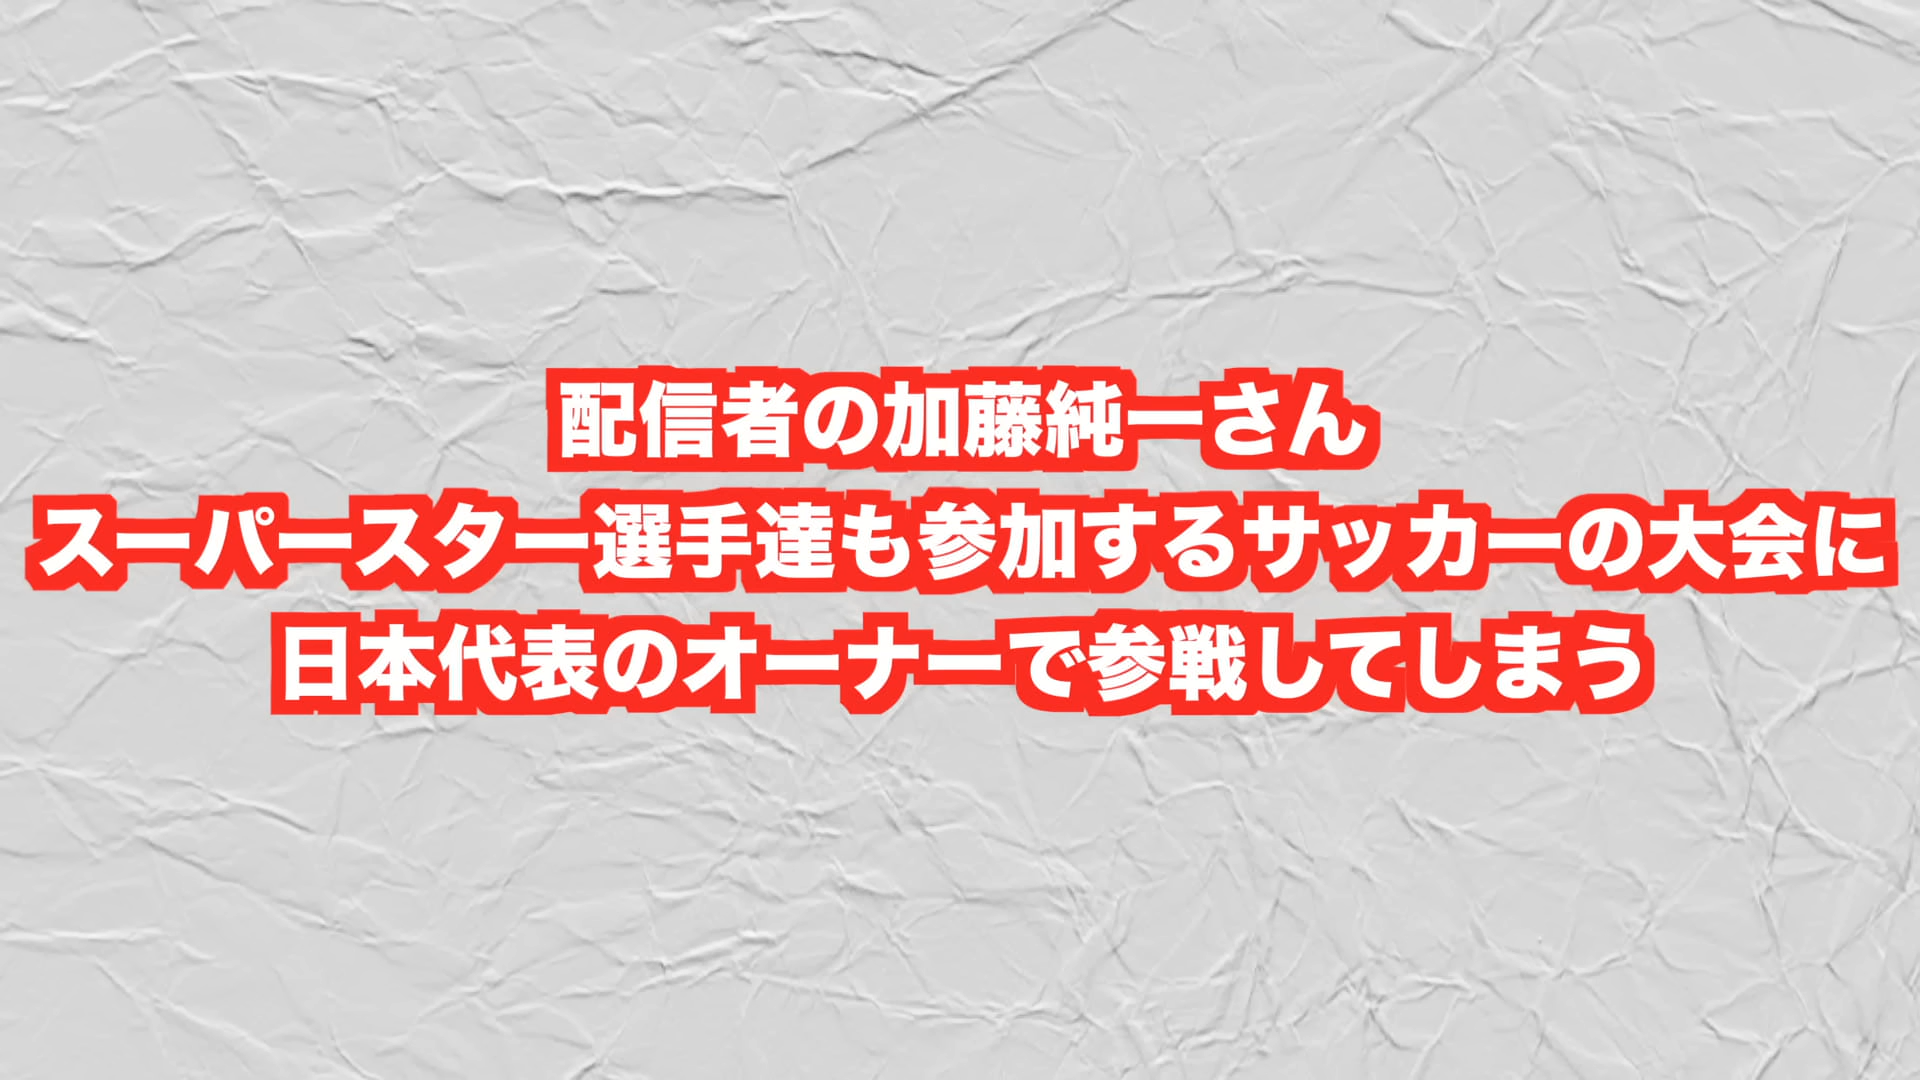 配信者の加藤純一さん
スーパースター選手達も参加するサッカーの大会に
日本代表のオーナーで参戦してしまう